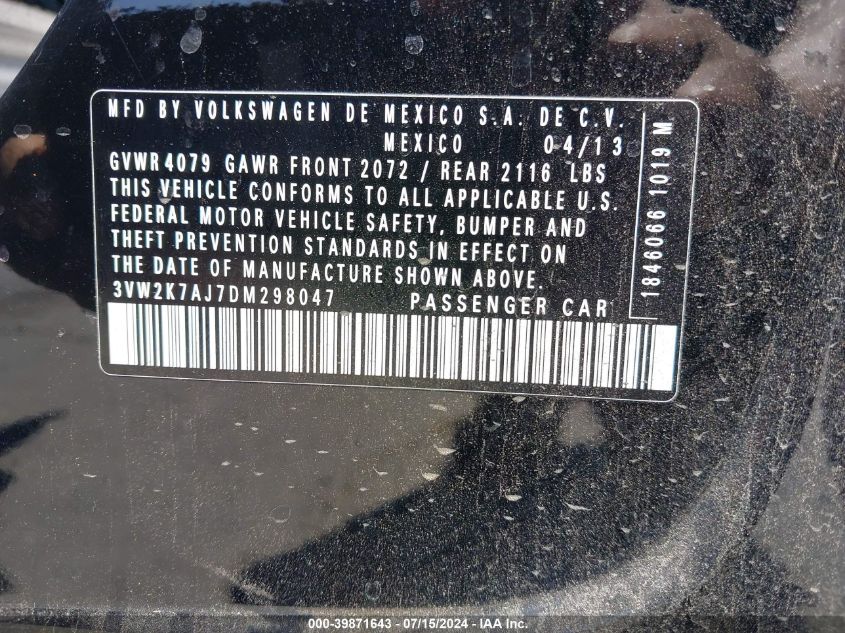 MFD BY VOLKSWAGEN DE MEXICO S.A. DE C.V.
MEXICO 04/13
GVWR 4079 GAWR FRONT 2072 / REAR 2116 LBS
THIS VEHICLE CONFORMS TO ALL APPLICABLE U.S.
FEDERAL MOTOR VEHICLE SAFETY, BUMPER AND
THEFT PREVENTION STANDARDS IN EFFECT ON
THE DATE OF MANUFACTURE SHOWN ABOVE.
3VW2K7AJ7DM298047 PASSENGER CAR
1846066 1019 M
000-39871643 - 07/15/2024 - IAA Inc.